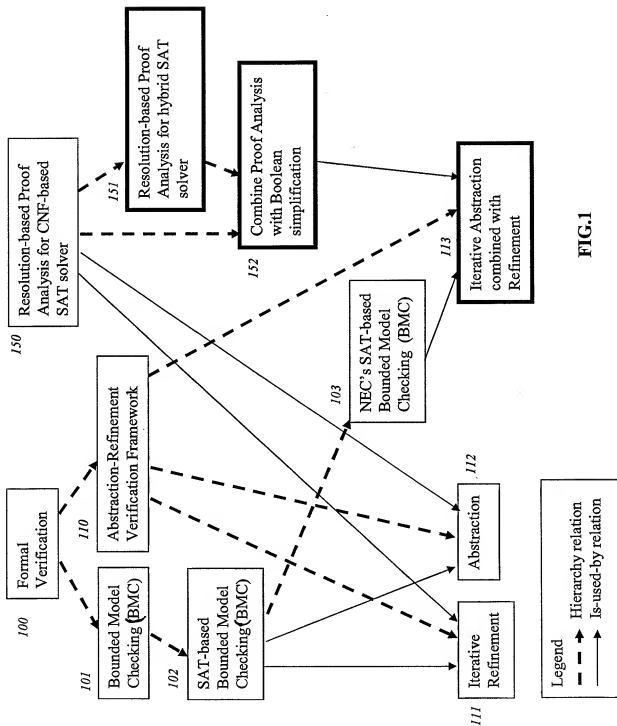 100
Formal
Verification
150
Resolution-based Proof
Analysis for CNF-based
SAT solver
101
Bounded Model
Checking (BMC)
110
Abstraction-Refinement
Verification Framework
151
Resolution-based Proof
Analysis for hybrid SAT
solver
102
SAT-based
Bounded Model
Checking(BMC)
152
Combine Proof Analysis
with Boolean
simplification
103
NEC's SAT-based
Bounded Model
Checking (BMC)
111
Iterative
Refinement
Abstraction
112
113
Iterative Abstraction
combined with
Refinement
Legend
Hierarchy relation
Is-used-by relation
FIG.1